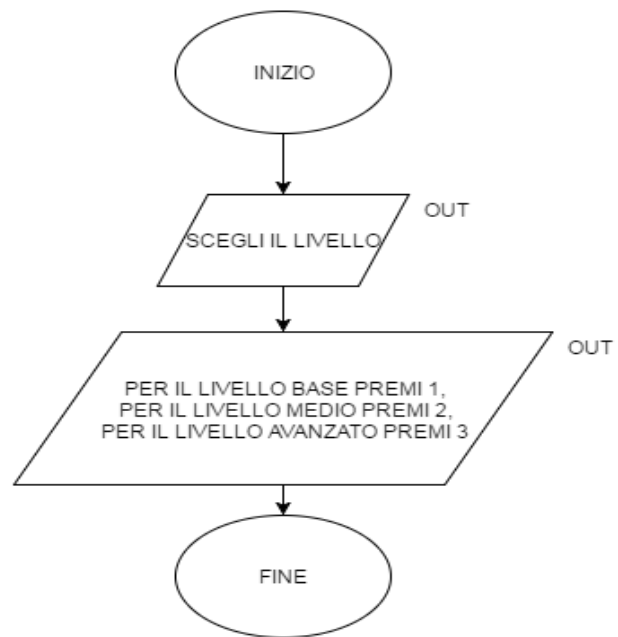 INIZIO
SCEGLI IL LIVELLO
OUT
PER IL LIVELLO BASE PREMI 1,
PER IL LIVELLO MEDIO PREMI 2,
PER IL LIVELLO AVANZATO PREMI 3
OUT
FINE